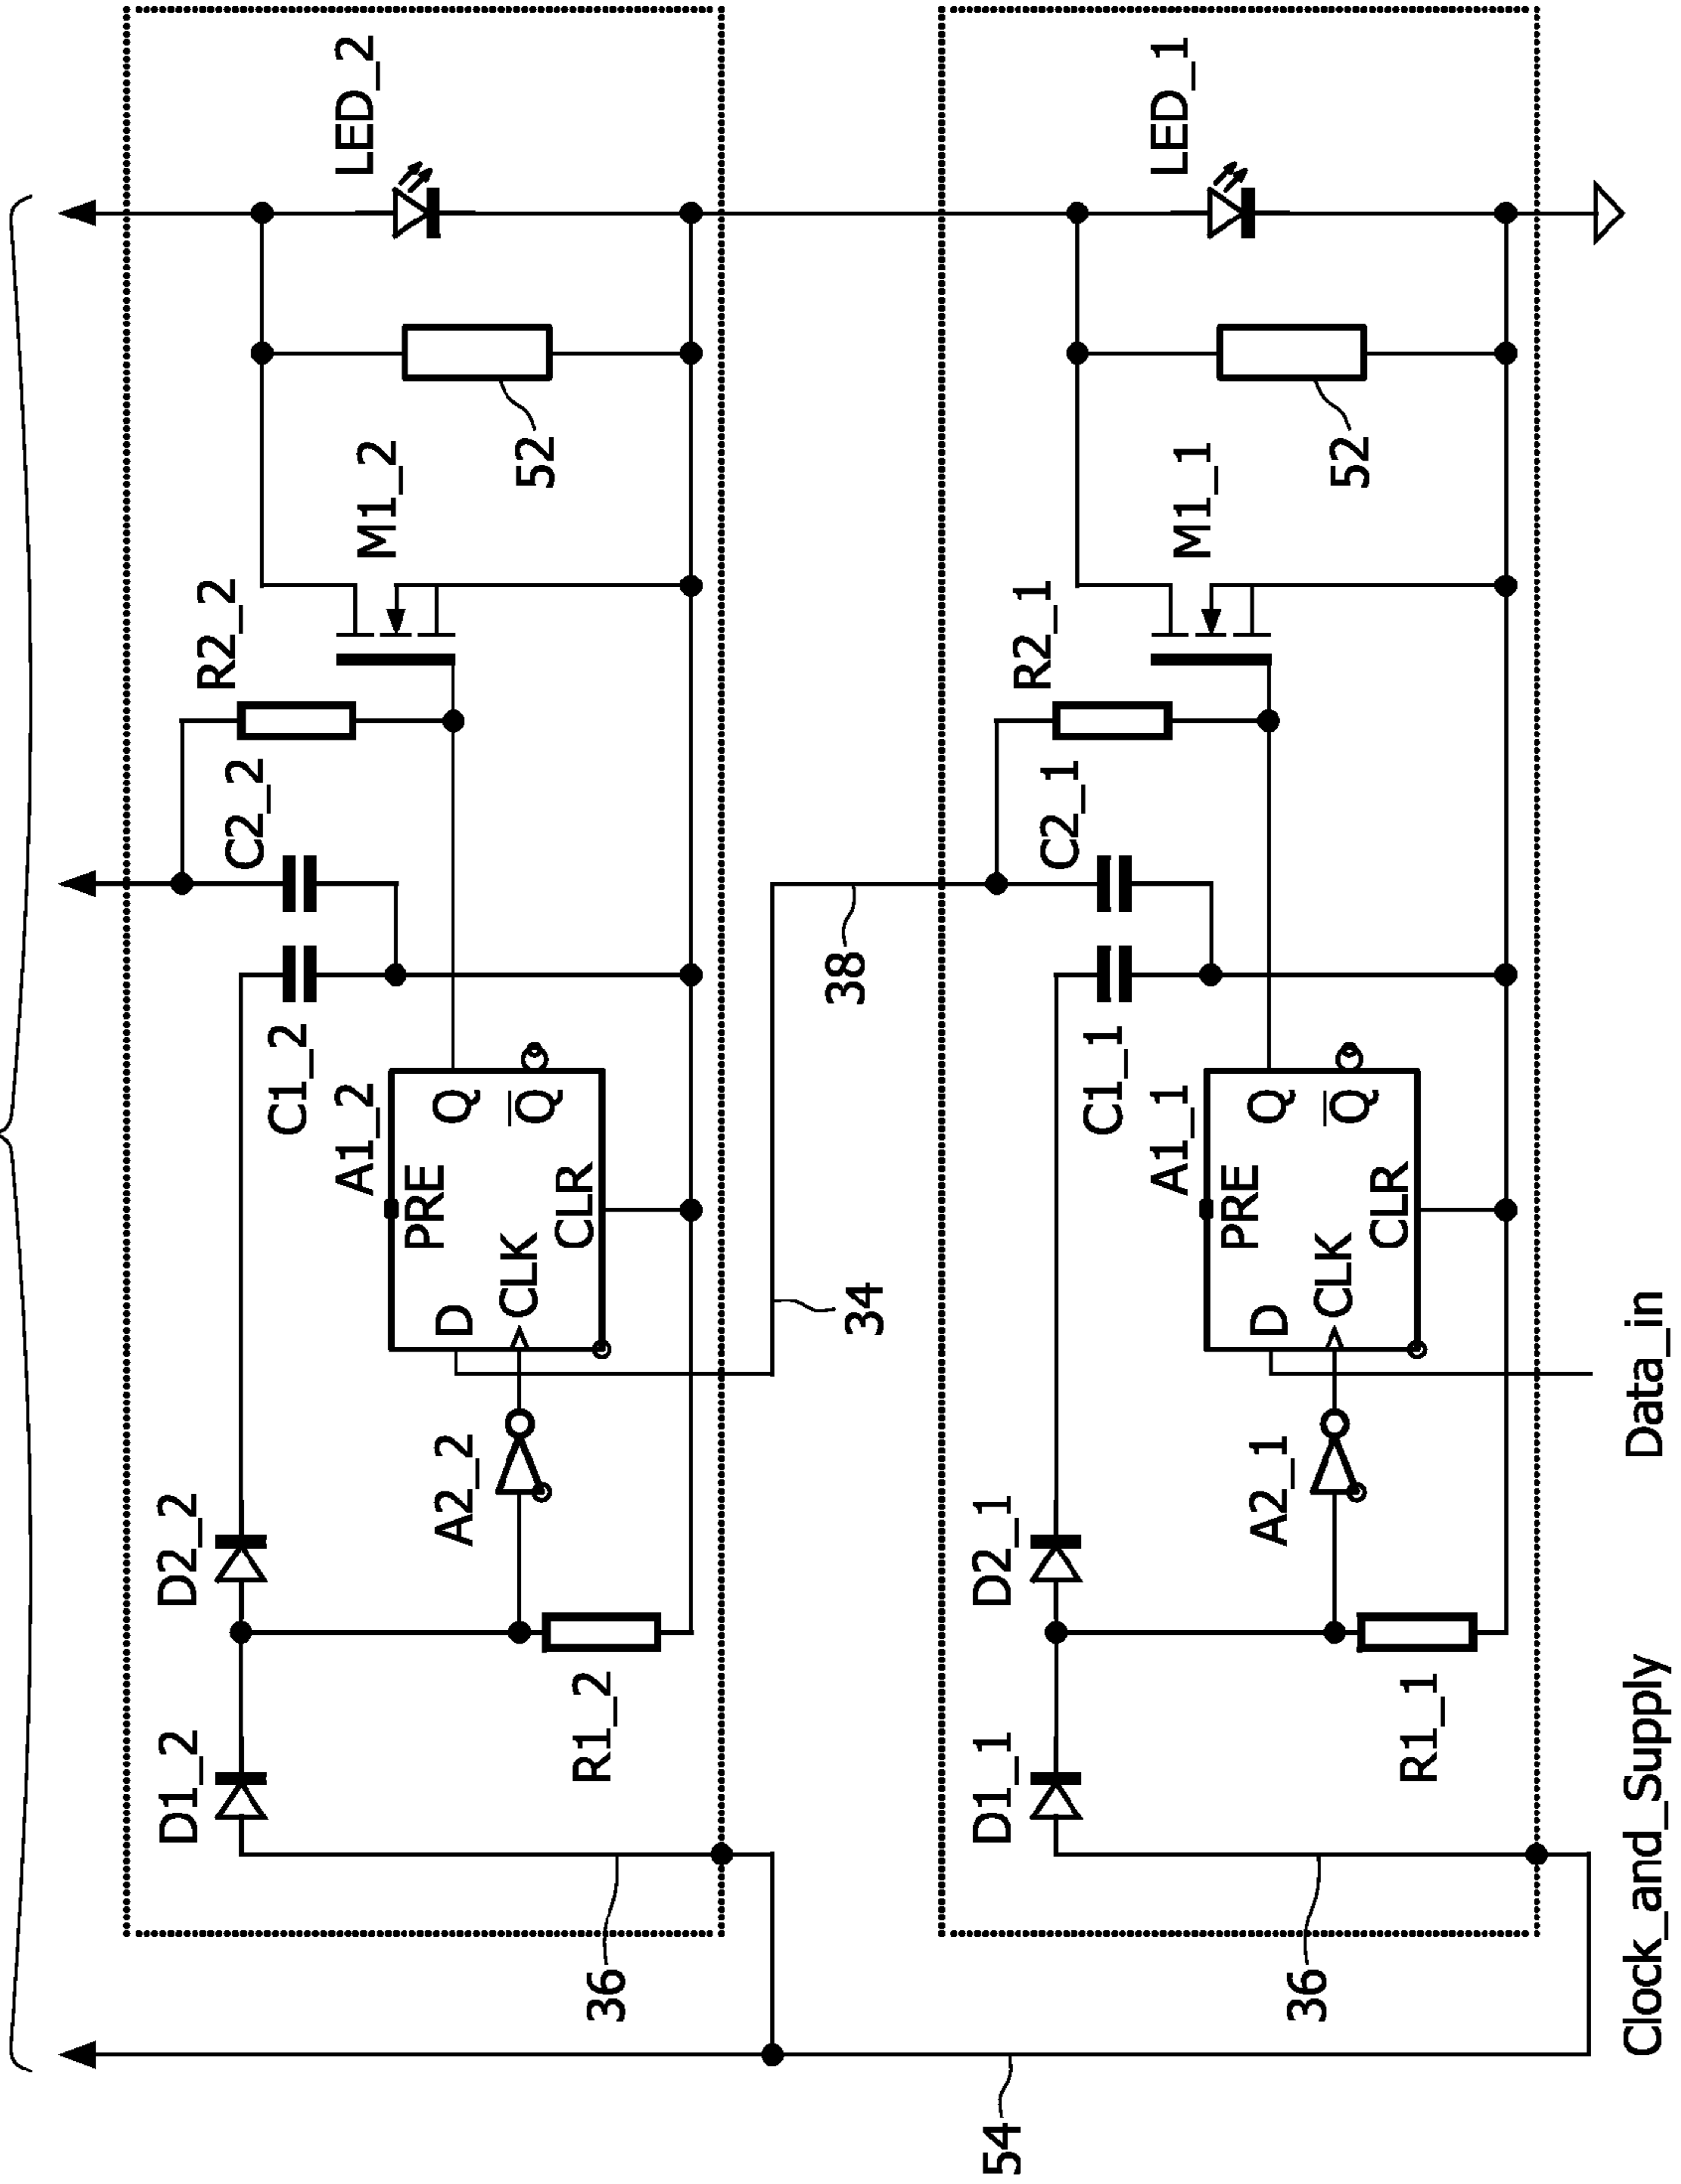 LED_2
52
M1_2
R2_2
C2_2
C1_2
A1_2
PRE
Q
Q
D
CLK
CLR
A2_2
D2_2
D1_2
R1_2
36
38
34
54
LED_1
52
M1_1
R2_1
C2_1
C1_1
A1_1
PRE
Q
Q
D
CLK
CLR
A2_1
D2_1
D1_1
R1_1
36
Data_in
Clock_and_Supply